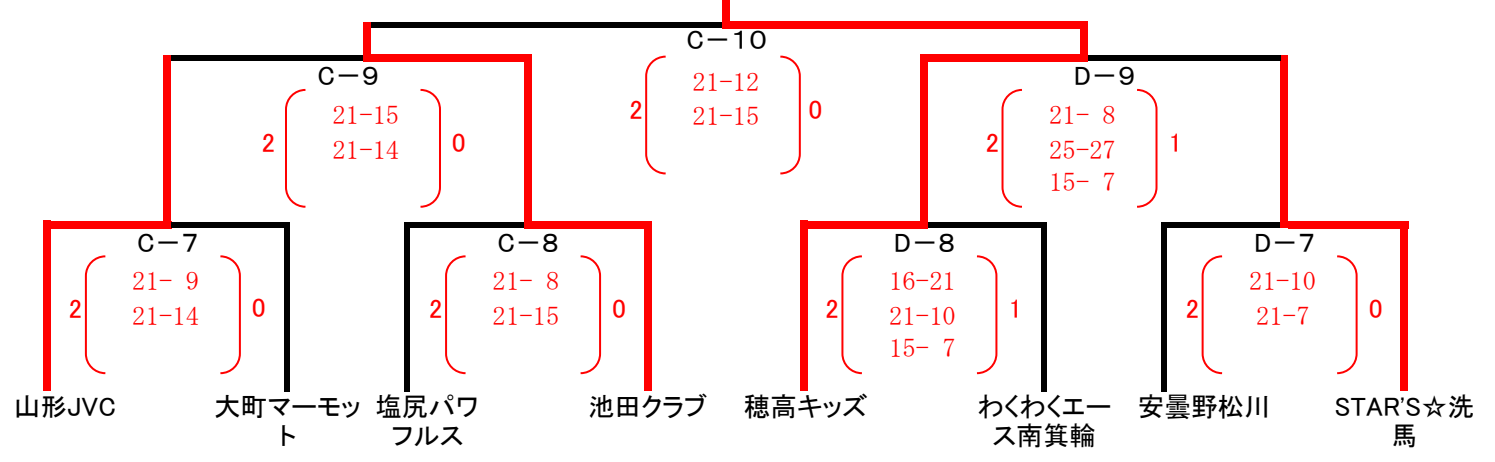 C－10
21-12
2 0
21-15
C－9
21-15
2 0
21-14
D－9
21- 8
2 25-27 1
15- 7
C－7
21- 9
2 0
21-14
C－8
21- 8
2 0
21-15
D－8
16-21
2 21-10 1
15- 7
D－7
21-10
2 0
21-7
山形JVC
大町マーモッ
ト
塩尻パワ
フルス
池田クラブ
穂高キッズ
わくわくエー
ス南箕輪
安曇野松川
STAR'S☆洗
馬